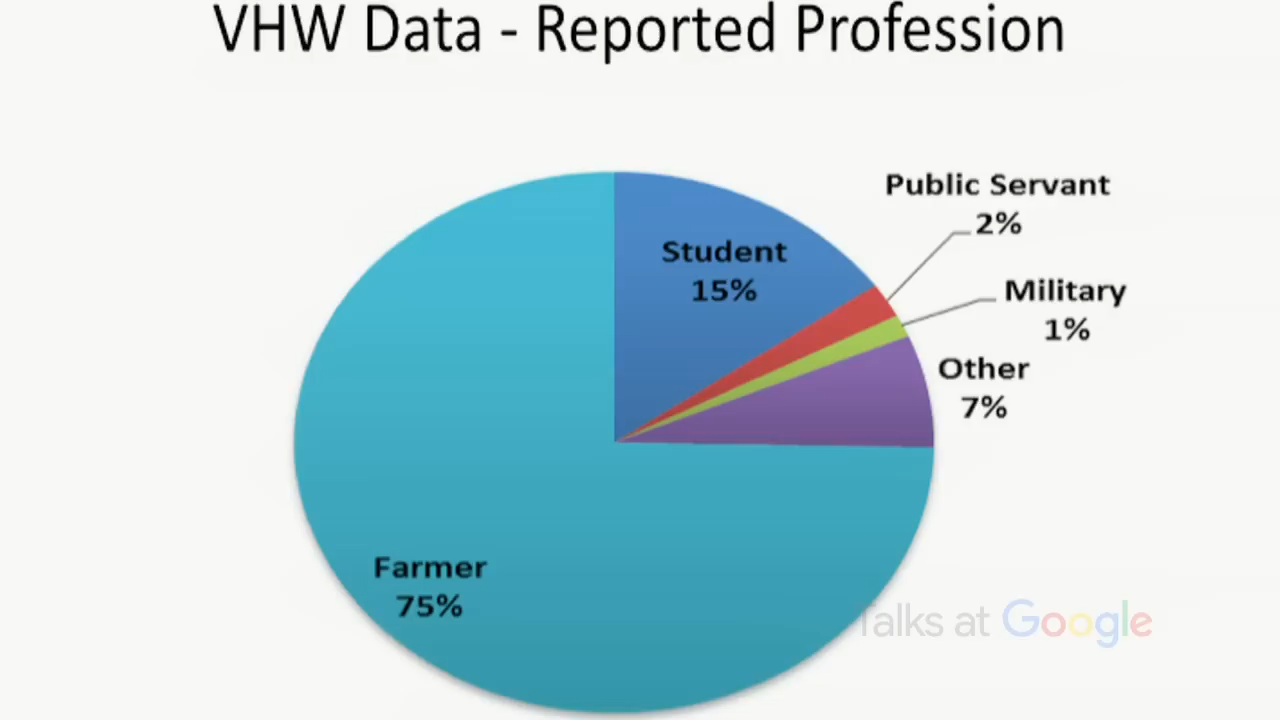 VHW Data - Reported Profession
Public Servant
2%
Student
15%
Military
1%
Other
7%
Farmer
75%
Talks at Google